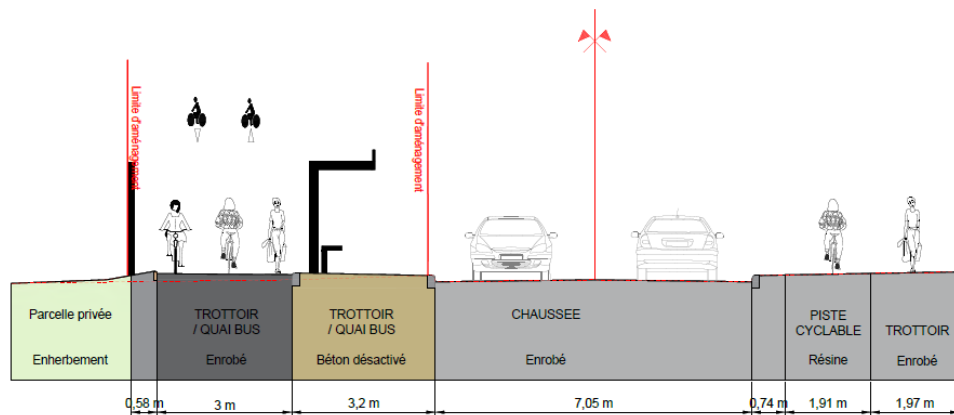 Limite d'aménagement
Limite d'aménagement
Parcelle privée
Enherbement
TROTTOIR
/ QUAI BUS
Enrobé
TROTTOIR
/ QUAI BUS
Béton désactivé
CHAUSSEE
Enrobé
PISTE
CYCLABLE
Résine
TROTTOIR
Enrobé
0,58 m
3 m
3,2 m
7,05 m
0,74 m
1,91 m
1,97 m